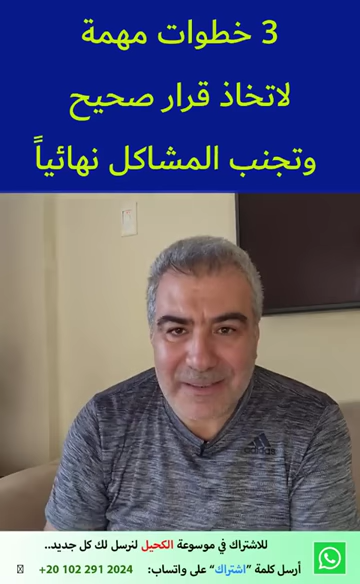 3 خطوات مهمة
لاتخاذ قرار صحيح
وتجنب المشاكل نهائياً
adidas
للاشتراك في موسوعة الكحيل لنرسل لك كل جديد..
أرسل كلمة "اشتراك" على واتساب: +20 102 291 2024